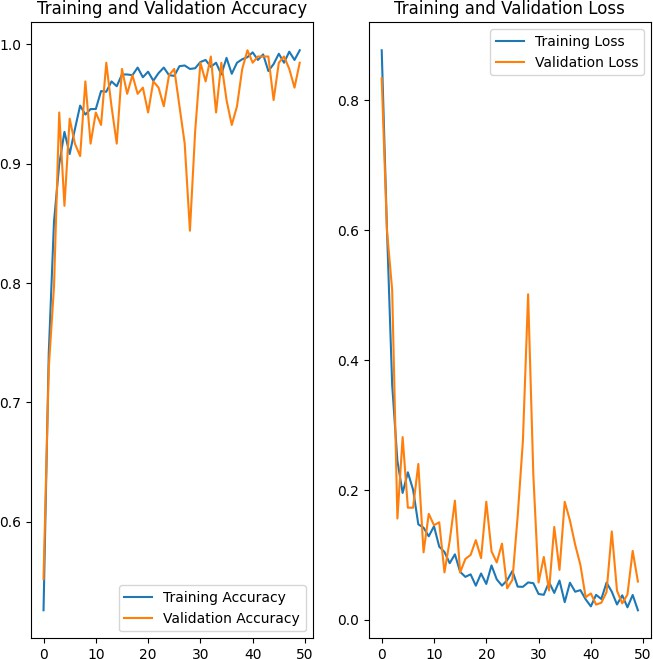 Training and Validation Accuracy
1.0
0.9
0.8
0.7
0.6
Training Accuracy
Validation Accuracy
0 10 20 30 40 50
Training and Validation Loss
Training Loss
Validation Loss
0.8
0.6
0.4
0.2
0.0
0 10 20 30 40 50